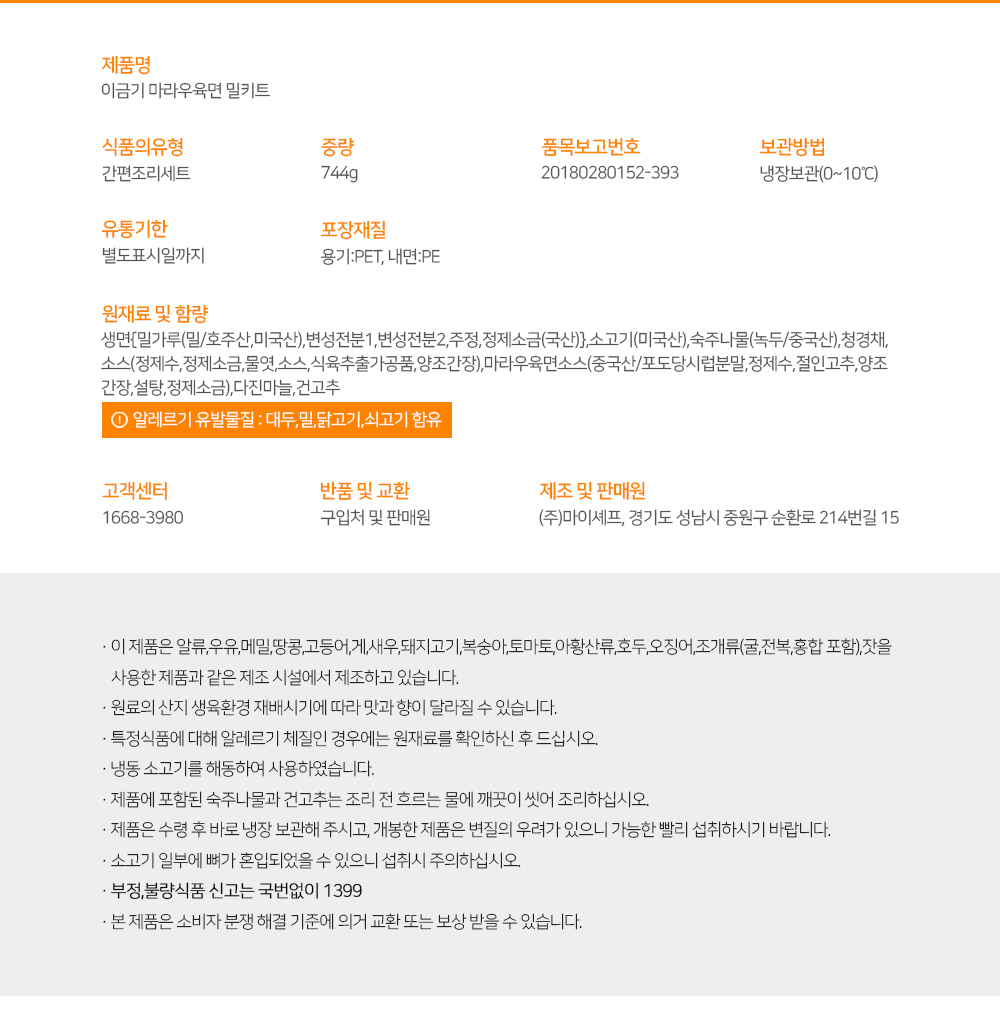 제품명
이금기 마라우육면 밀키트
식품의유형
간편조리세트
중량
744g
품목보고번호
20180280152-393
보관방법
냉장보관(0~10℃)
유통기한
별도표시일까지
포장재질
용기:PET, 내면:PE
원재료 및 함량
생면{밀가루(밀/호주산,미국산),변성전분1,변성전분2,주정,정제소금(국산)},소고기(미국산),숙주나물(녹두/중국산),청경채,
소스(정제수,정제소금,물엿,소스,식육추출가공품,양조간장),마라우육면소스(중국산/포도당시럽분말,정제수,절인고추,양조
간장,설탕,정제소금),다진마늘,건고추
! 알레르기 유발물질 : 대두,밀,닭고기,쇠고기 함유
고객센터
1668-3980
반품 및 교환
구입처 및 판매원
제조 및 판매원
(주)마이셰프, 경기도 성남시 중원구 순환로 214번길 15
· 이 제품은 알류,우유,메밀,땅콩,고등어,게,새우,돼지고기,복숭아,토마토,아황산류,호두,오징어,조개류(굴,전복,홍합 포함),잣을
사용한 제품과 같은 제조 시설에서 제조하고 있습니다.
· 원료의 산지 생육환경 재배시기에 따라 맛과 향이 달라질 수 있습니다.
· 특정식품에 대해 알레르기 체질인 경우에는 원재료를 확인하신 후 드십시오.
· 냉동 소고기를 해동하여 사용하였습니다.
· 제품에 포함된 숙주나물과 건고추는 조리 전 흐르는 물에 깨끗이 씻어 조리하십시오.
· 제품은 수령 후 바로 냉장 보관해 주시고, 개봉한 제품은 변질의 우려가 있으니 가능한 빨리 섭취하시기 바랍니다.
· 소고기 일부에 뼈가 혼입되었을 수 있으니 섭취시 주의하십시오.
· 부정,불량식품 신고는 국번없이 1399
· 본 제품은 소비자 분쟁 해결 기준에 의거 교환 또는 보상 받을 수 있습니다.